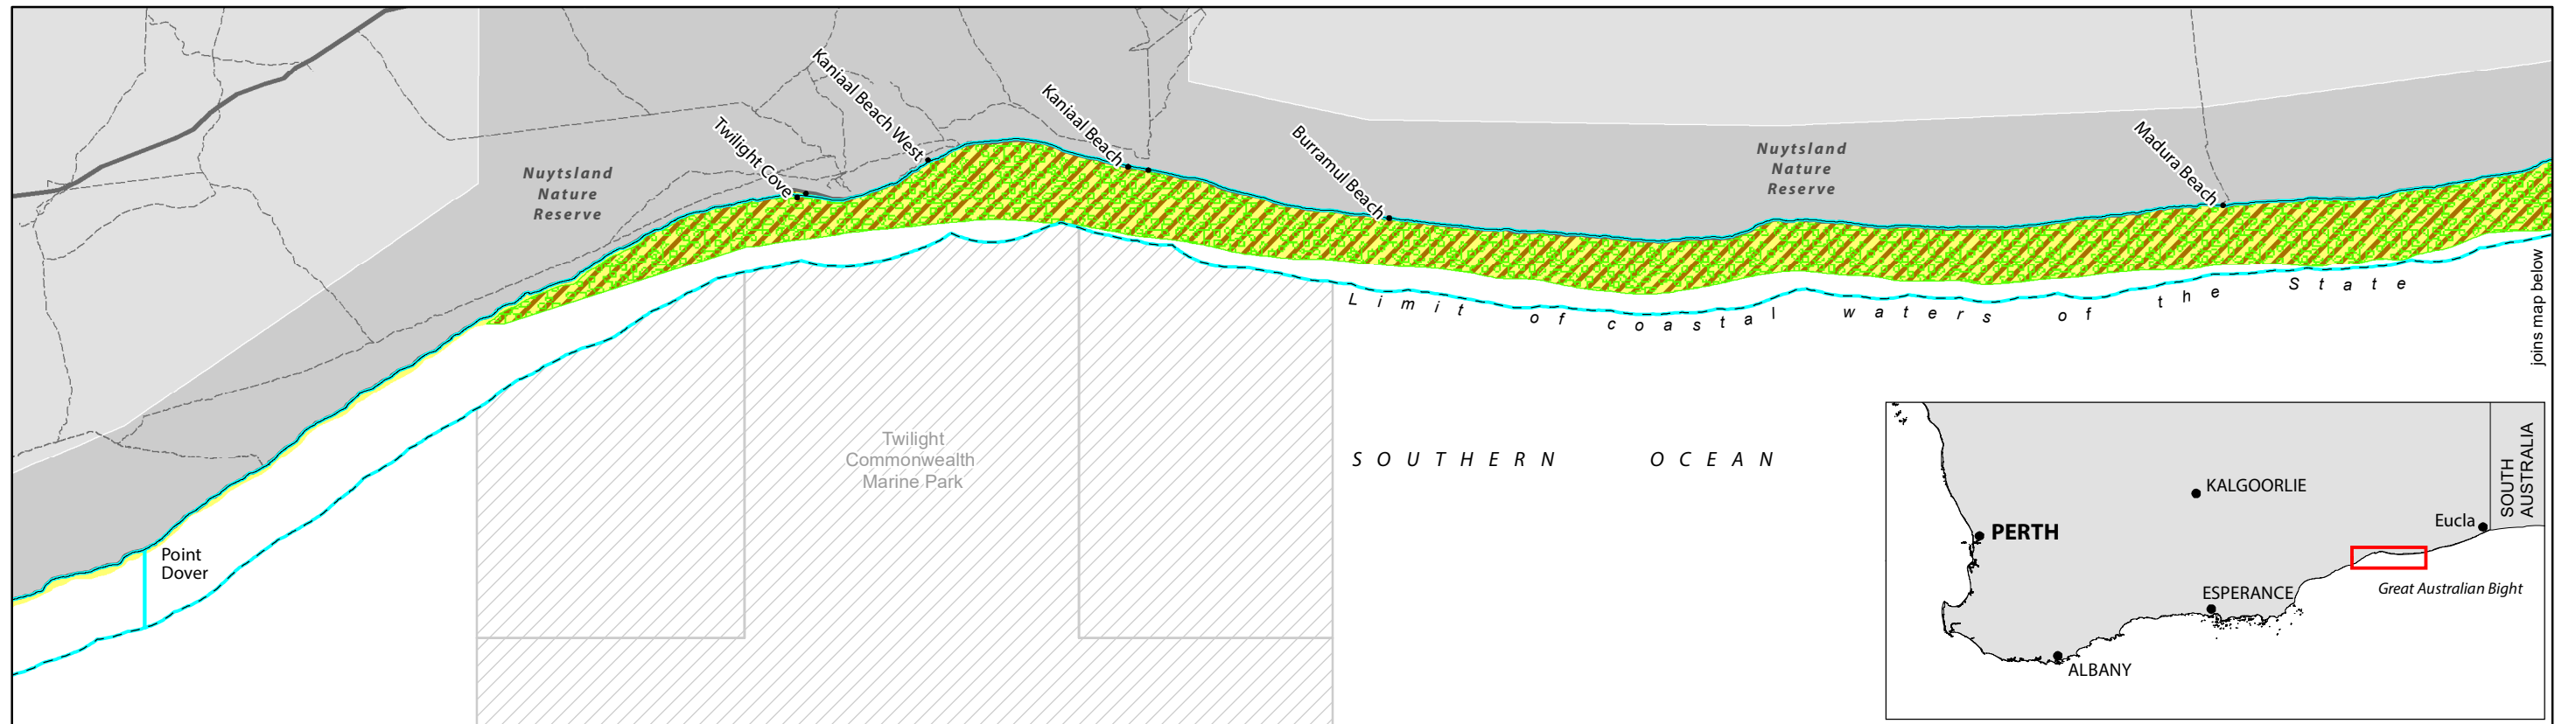 Kaniaal Beach West
Kaniaal Beach
Twilight Cove
Burramul Beach
Madura Beach
Nuytsland
Nature
Reserve
Nuytsland
Nature
Reserve
Limit of coastal waters of the State
joins map below
Twilight
Commonwealth
Marine Park
SOUTHERN OCEAN
Point
Dover
SOUTH
AUSTRALIA
KALGOORLIE
PERTH
Eucla
ESPERANCE
Great Australian Bight
ALBANY